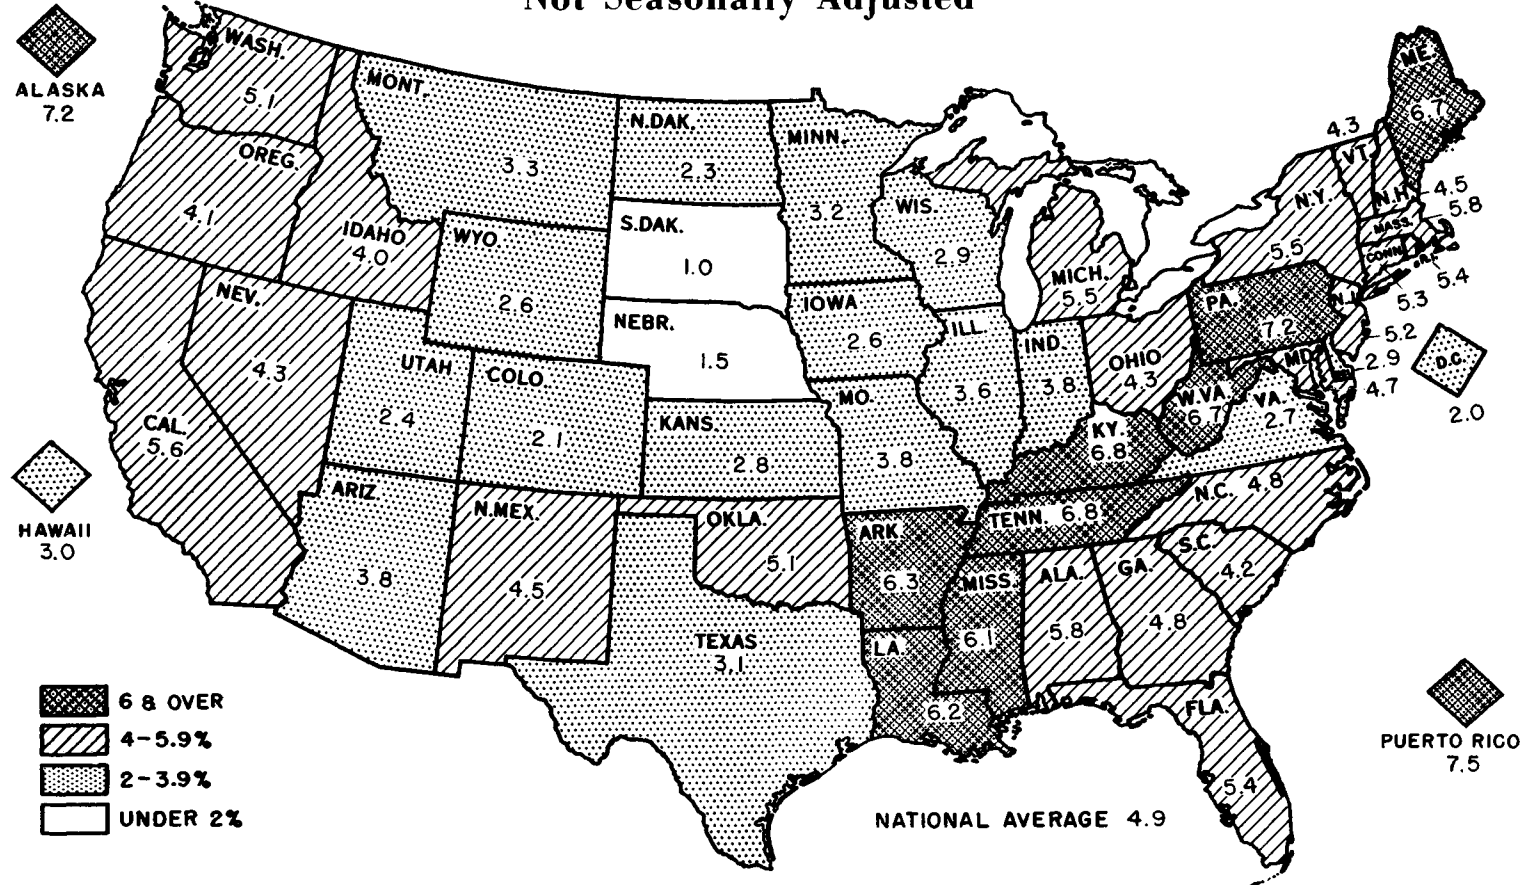 Not Seasonally Adjusted
ALASKA
7.2
WASH.
5.1
OREG.
4.1
CAL.
5.6
NEV.
4.3
IDAHO
4.0
MONT.
3.3
WYO.
2.6
UTAH
2.4
COLO.
2.1
ARIZ.
3.8
N.MEX.
4.5
N.DAK.
2.3
S.DAK.
1.0
NEBR.
1.5
KANS.
2.8
OKLA.
5.1
TEXAS
3.1
MINN.
3.2
IOWA
2.6
MO.
3.8
ARK.
6.3
LA.
6.2
WIS.
2.9
ILL.
3.6
MICH.
5.5
IND.
3.8
OHIO
4.3
KY.
6.8
TENN. 6.8
MISS.
6.1
ALA.
5.8
GA.
4.8
FLA.
5.4
S.C.
4.2
N.C. 4.8
VA.
2.7
W.VA.
6.7
PA.
7.2
N.Y.
5.5
ME.
6.7
4.3
VT.
N.H.
4.5
MASS.
5.8
CONN.
R.I.
5.4
5.3
N.J.
5.2
MD.
2.9
4.7
D.C.
2.0
HAWAII
3.0
PUERTO RICO
7.5
6 & OVER
4-5.9%
2-3.9%
UNDER 2%
NATIONAL AVERAGE 4.9